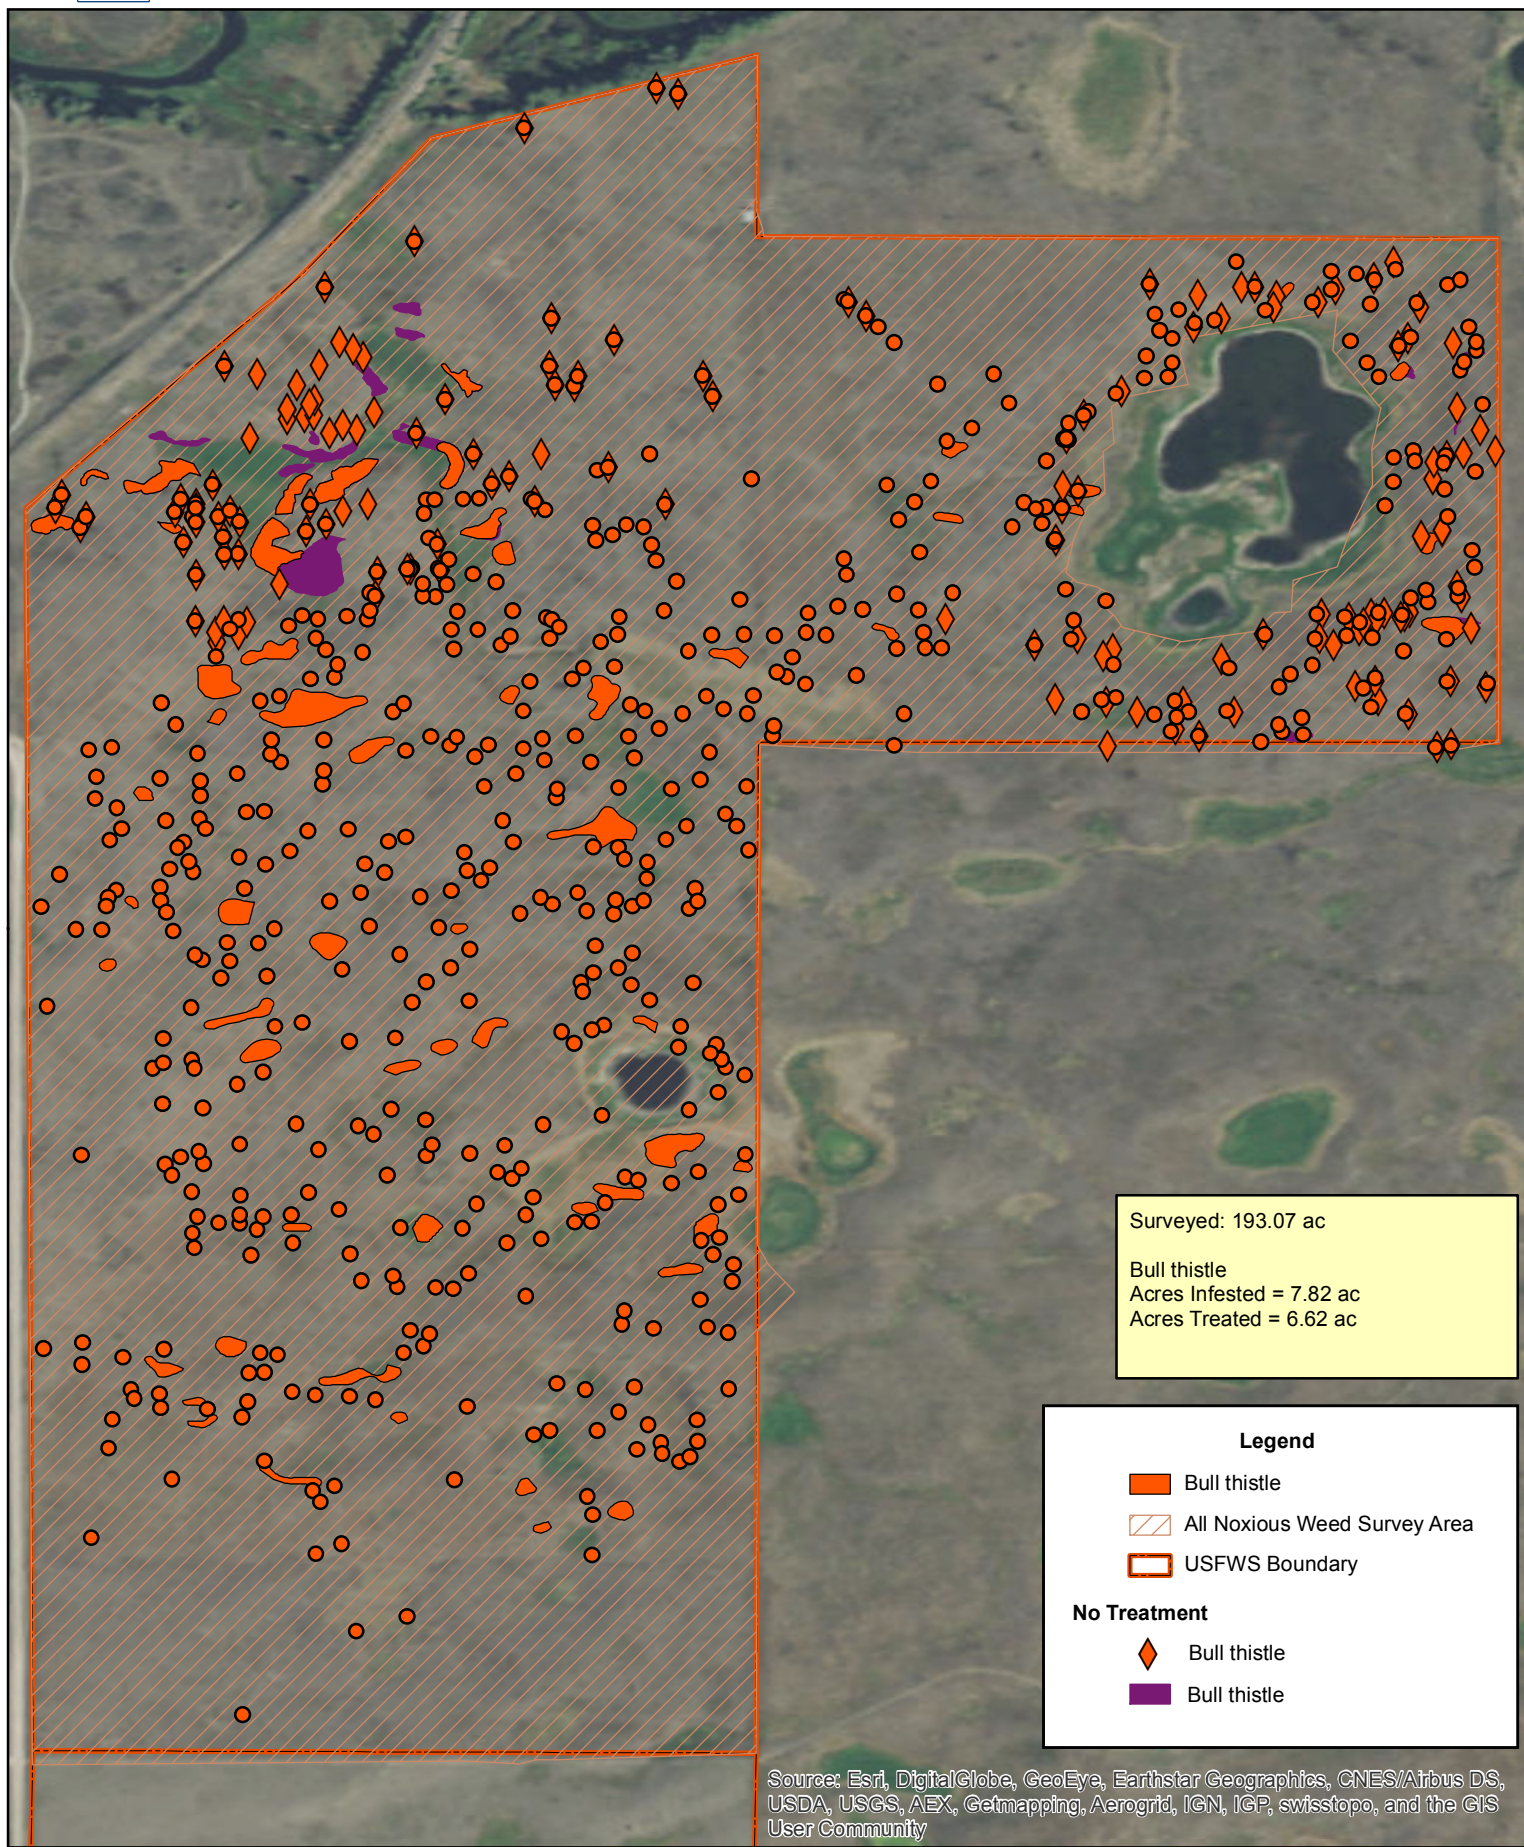 Surveyed: 193.07 ac
Bull thistle
Acres Infested = 7.82 ac
Acres Treated = 6.62 ac
Legend
Bull thistle
All Noxious Weed Survey Area
USFWS Boundary
No Treatment
Bull thistle
Bull thistle
Source: Esri, DigitalGlobe, GeoEye, Earthstar Geographics, CNES/Airbus DS,
USDA, USGS, AEX, Getmapping, Aerogrid, IGN, IGP, swisstopo, and the GIS
User Community